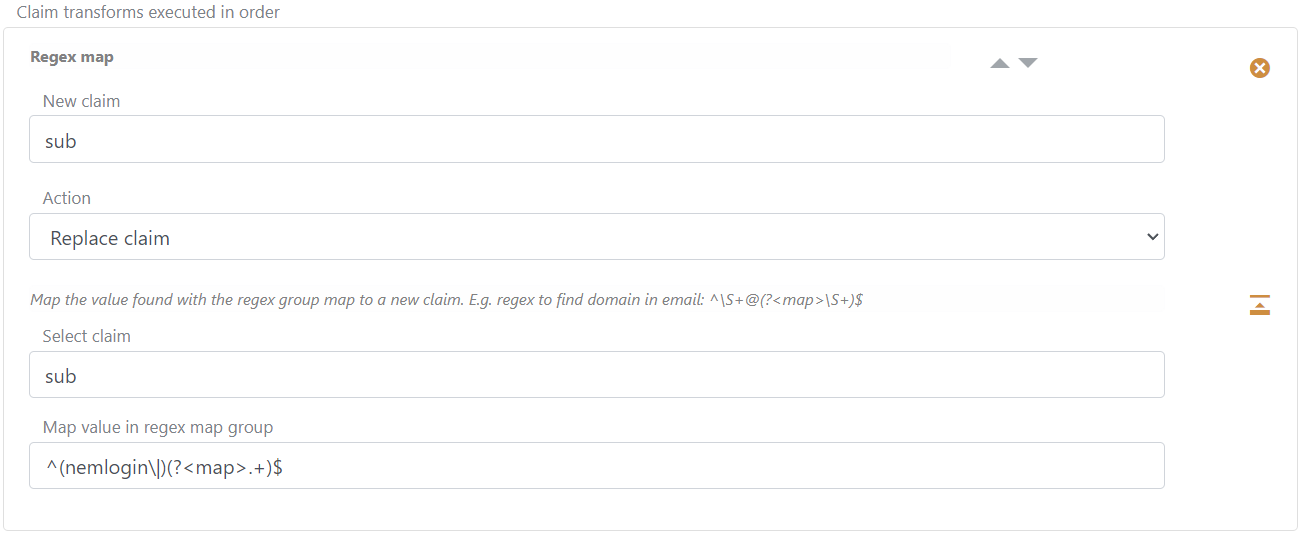 Claim transforms executed in order
Regex map
New claim
sub
Action
Replace claim
Map the value found with the regex group map to a new claim. E.g. regex to find domain in email: ^\S+@(?<map>\S+)$
Select claim
sub
Map value in regex map group
^(nemlogin\|)(?<map>.+)$